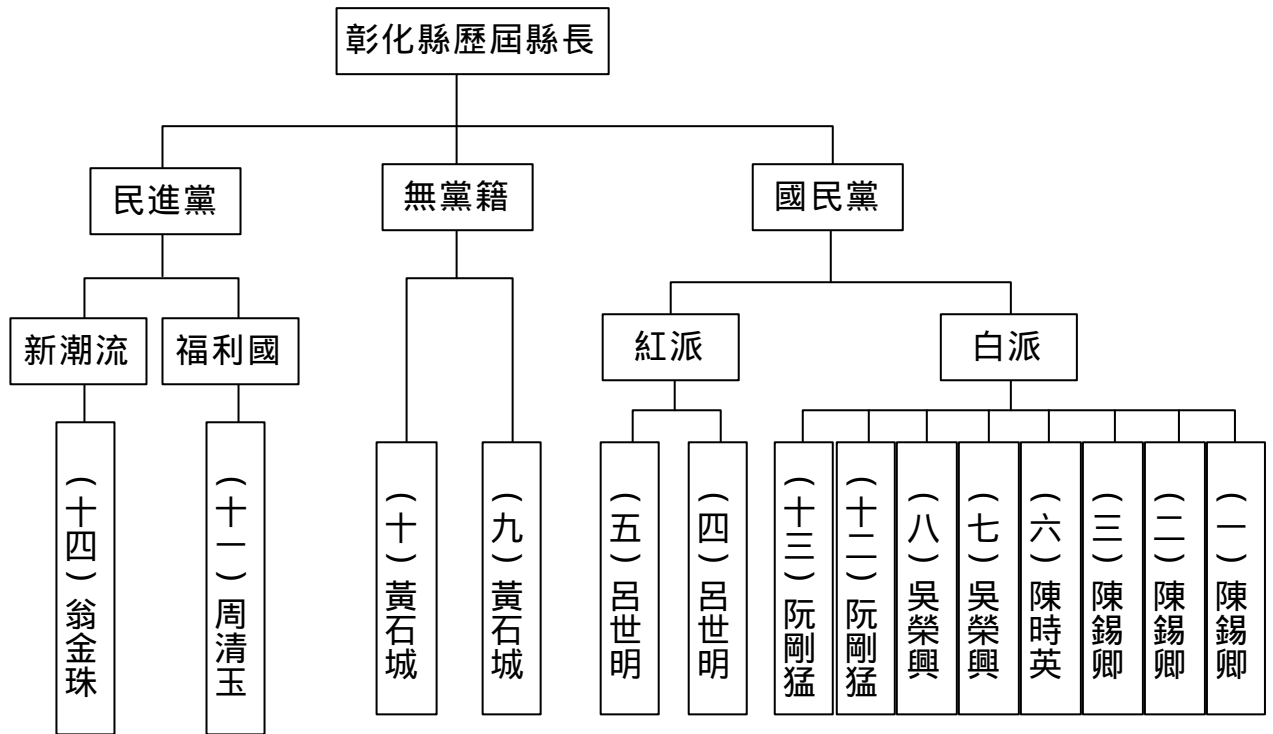 彰化縣歷屆縣長
民進黨
無黨籍
國民黨
新潮流
福利國
紅派
白派
(十四)翁金珠
(十一)周清玉
(十)黃石城
(九)黃石城
(五)呂世明
(四)呂世明
(十三)阮剛猛
(十二)阮剛猛
(八)吳榮興
(七)吳榮興
(六)陳時英
(三)陳錫卿
(二)陳錫卿
(一)陳錫卿